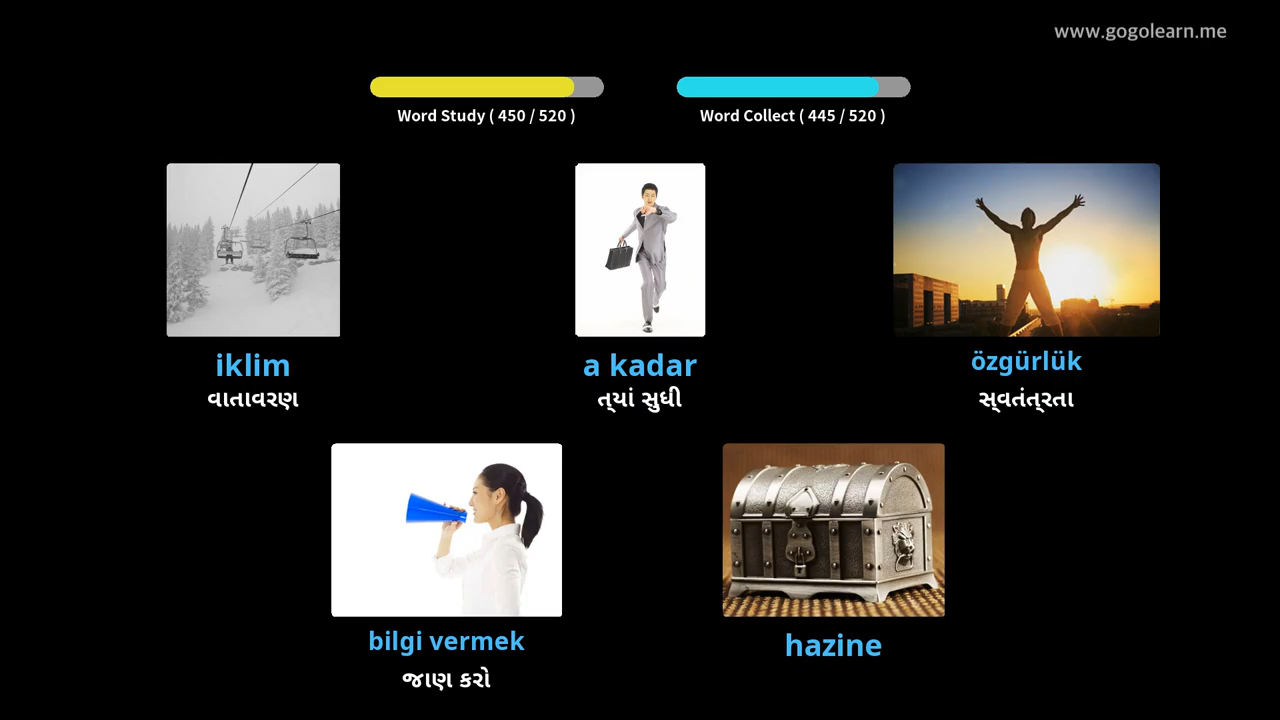 www.gogolearn.me
Word Study ( 450 / 520 )
Word Collect ( 445 / 520 )
iklim
વાતાવરણ
a kadar
ત્યાં સુધી
özgürlük
સ્વતંત્રતા
bilgi vermek
જાણ કરો
hazine